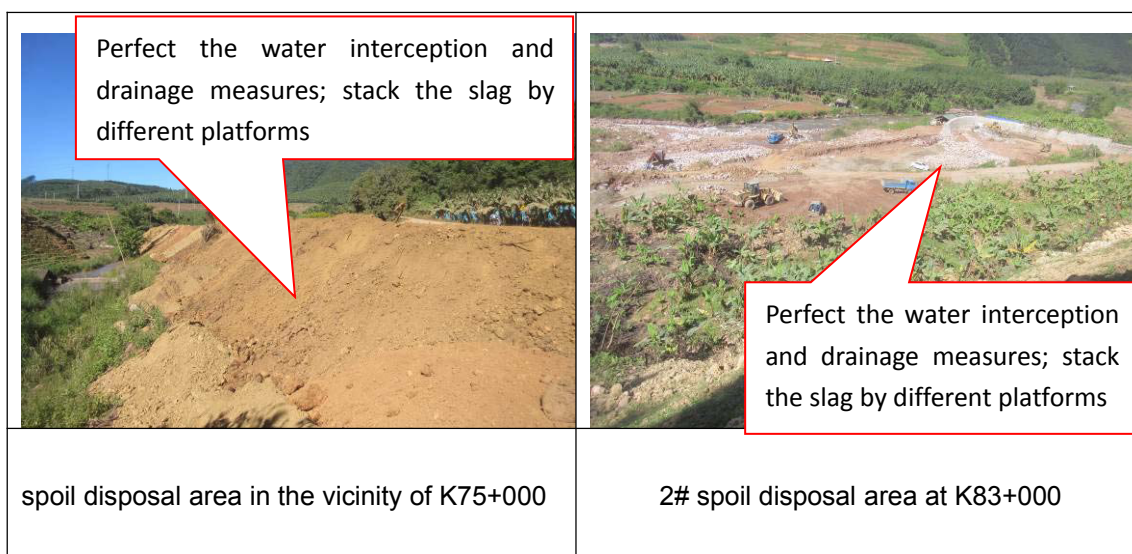 Perfect the water interception and
drainage measures; stack the slag by
different platforms
Perfect the water interception
and drainage measures; stack
the slag by different platforms
spoil disposal area in the vicinity of K75+000
2# spoil disposal area at K83+000